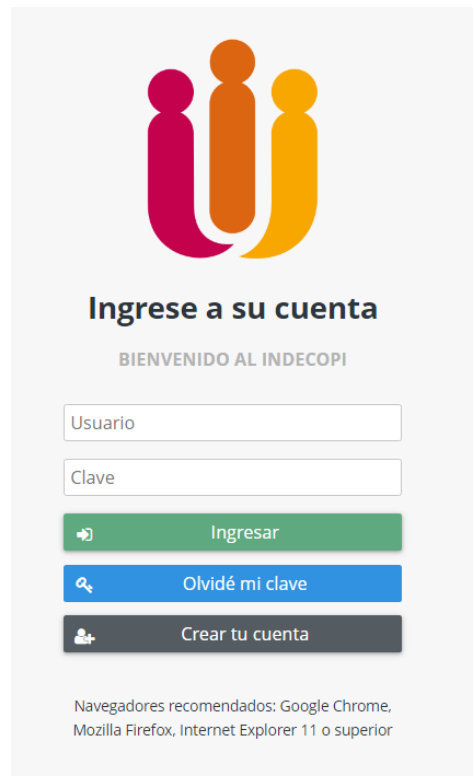 Ingrese a su cuenta
BIENVENIDO AL INDECOPI
Usuario
Clave
Ingresar
Olvidé mi clave
Crear tu cuenta
Navegadores recomendados: Google Chrome,
Mozilla Firefox, Internet Explorer 11 o superior